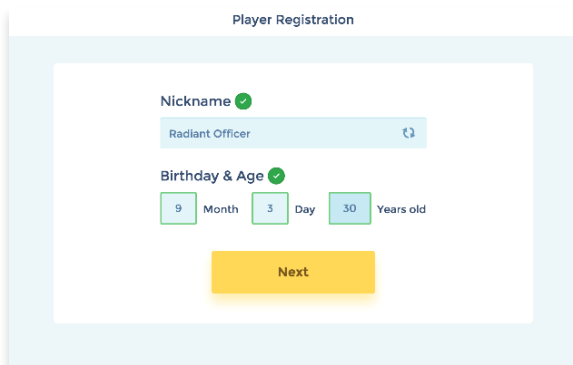 Player Registration
Nickname
Radiant Officer
Birthday & Age
9 Month 3 Day 30 Years old
Next